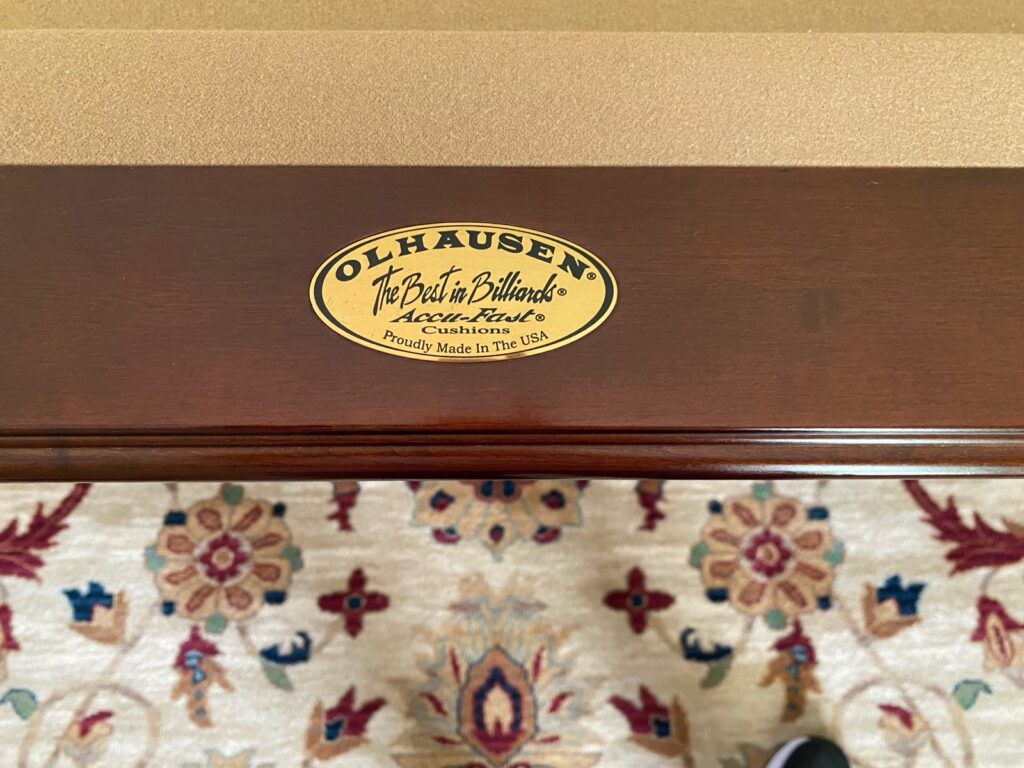 OLHAUSEN®
The Best in Billiards®
Accu-Fast®
Cushions
Proudly Made In The USA